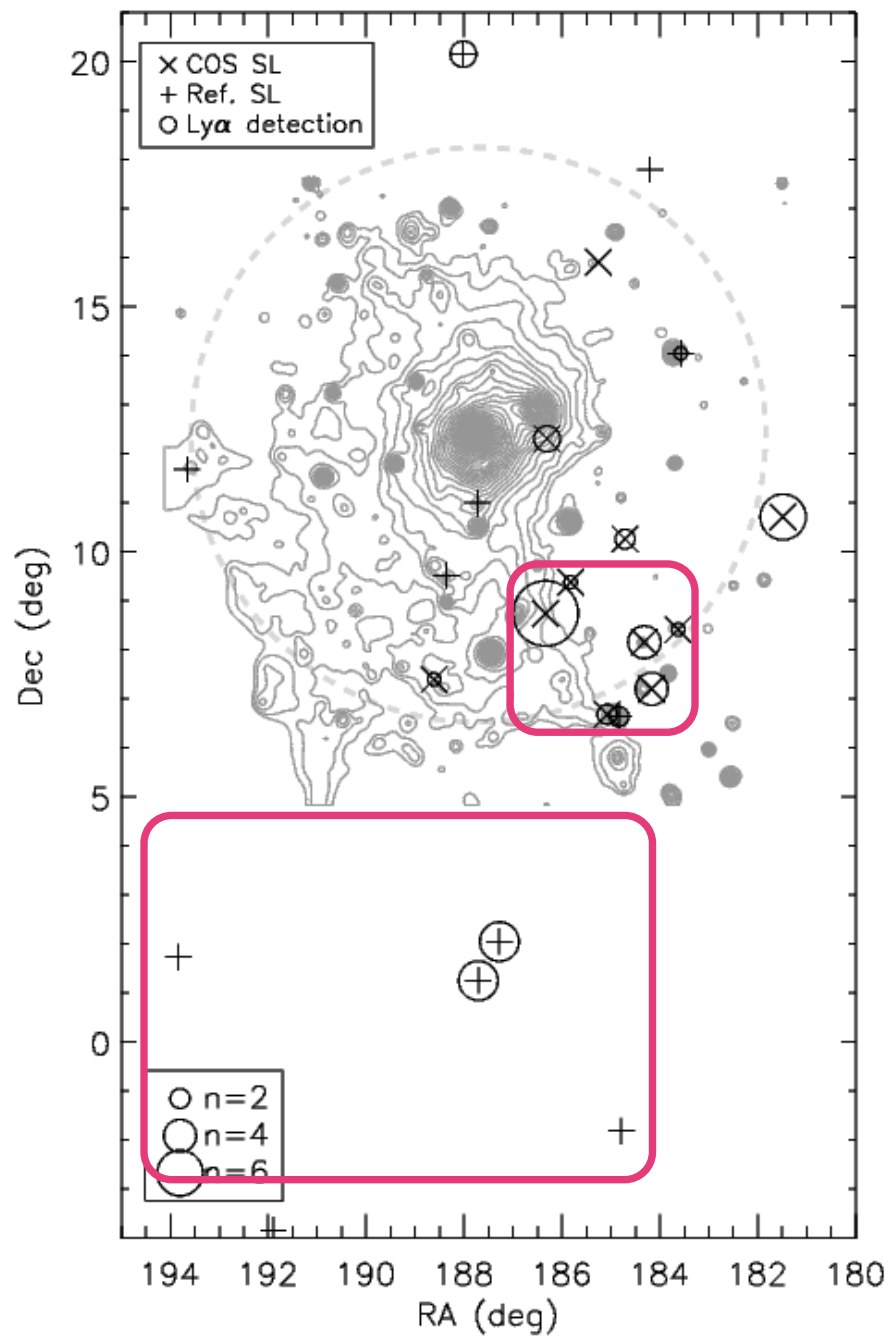 × COS SL
+ Ref. SL
○ Lyα detection
20
15
10
5
0
Dec (deg)
n=2
n=4
n=6
194 192 190 188 186 184 182 180
RA (deg)